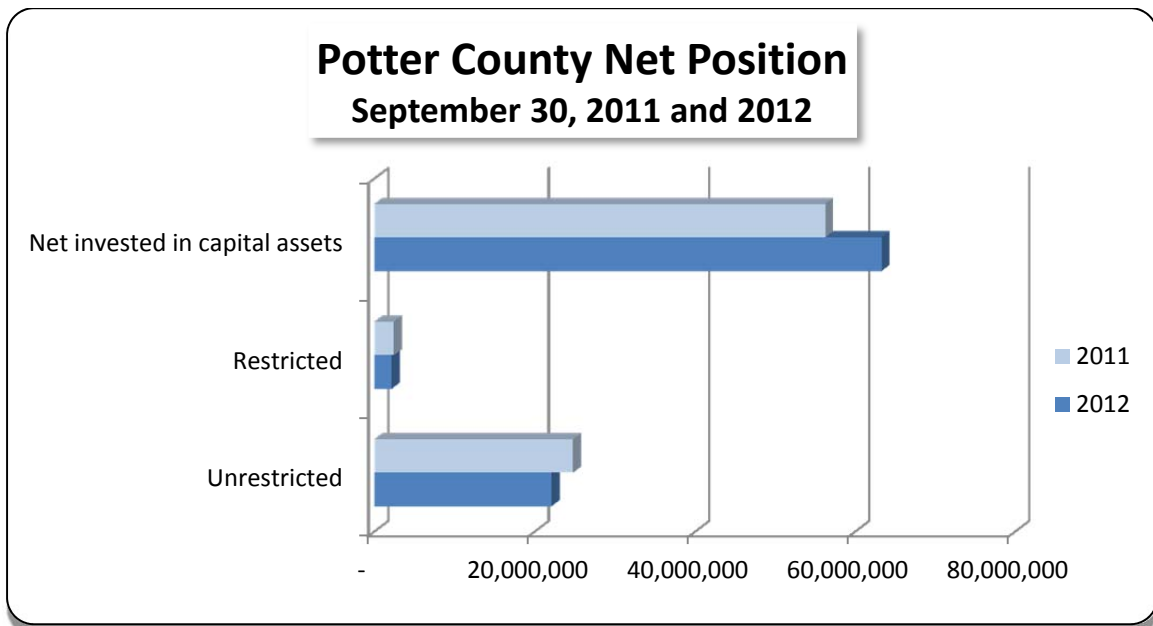 Potter County Net Position
September 30, 2011 and 2012
Net invested in capital assets
Restricted
Unrestricted
2011
2012
- 20,000,000 40,000,000 60,000,000 80,000,000